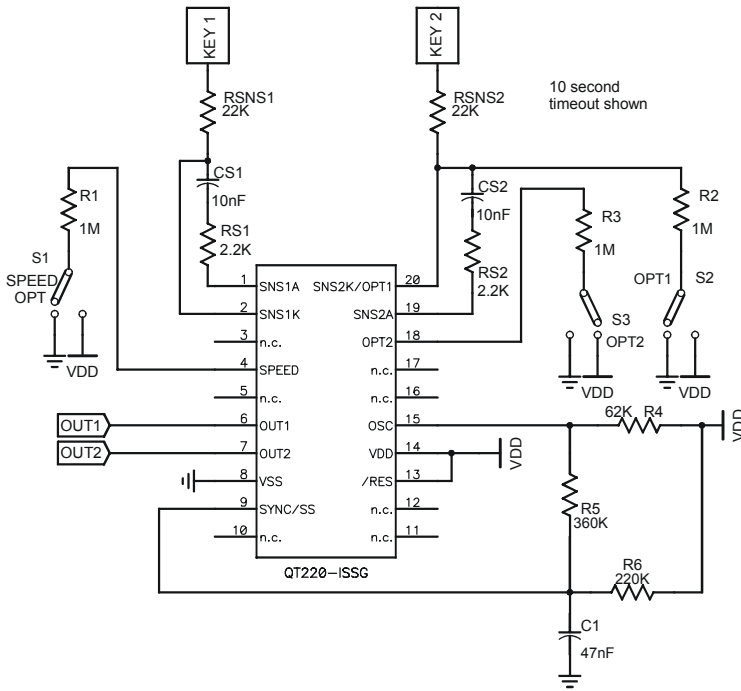 KEY 1
KEY 2
RSNS1
22K
RSNS2
22K
10 second
timeout shown
CS1
10nF
CS2
10nF
R1
1M
R2
1M
R3
1M
RS1
2.2K
RS2
2.2K
S1
SPEED
OPT
VDD
OPT1
S2
S3
OPT2
VDD
VDD
1 SNS1A
SNS2K/OPT1 20
2 SNS1K
SNS2A 19
3 n.c.
OPT2 18
4 SPEED
n.c. 17
5 n.c.
n.c. 16
OUT1
6 OUT1
OSC 15
OUT2
7 OUT2
VDD 14
VDD
8 VSS
/RES 13
9 SYNC/SS
n.c. 12
10 n.c.
n.c. 11
QT220-ISSG
62K R4
VDD
R5
360K
R6
220K
C1
47nF